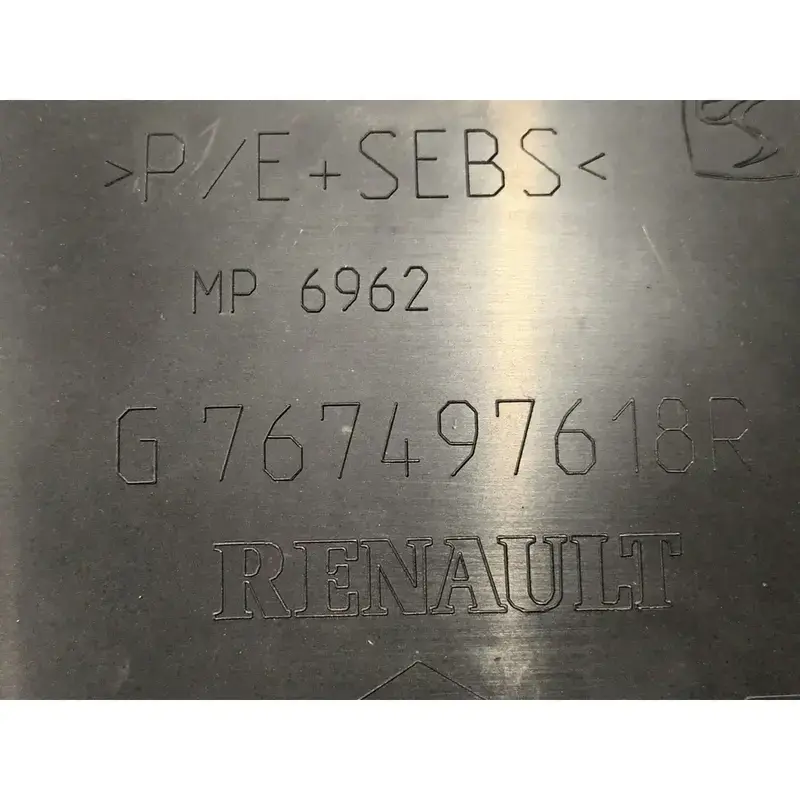 >P/E+SEBS<
MP 6962
G 767497618R
RENAULT